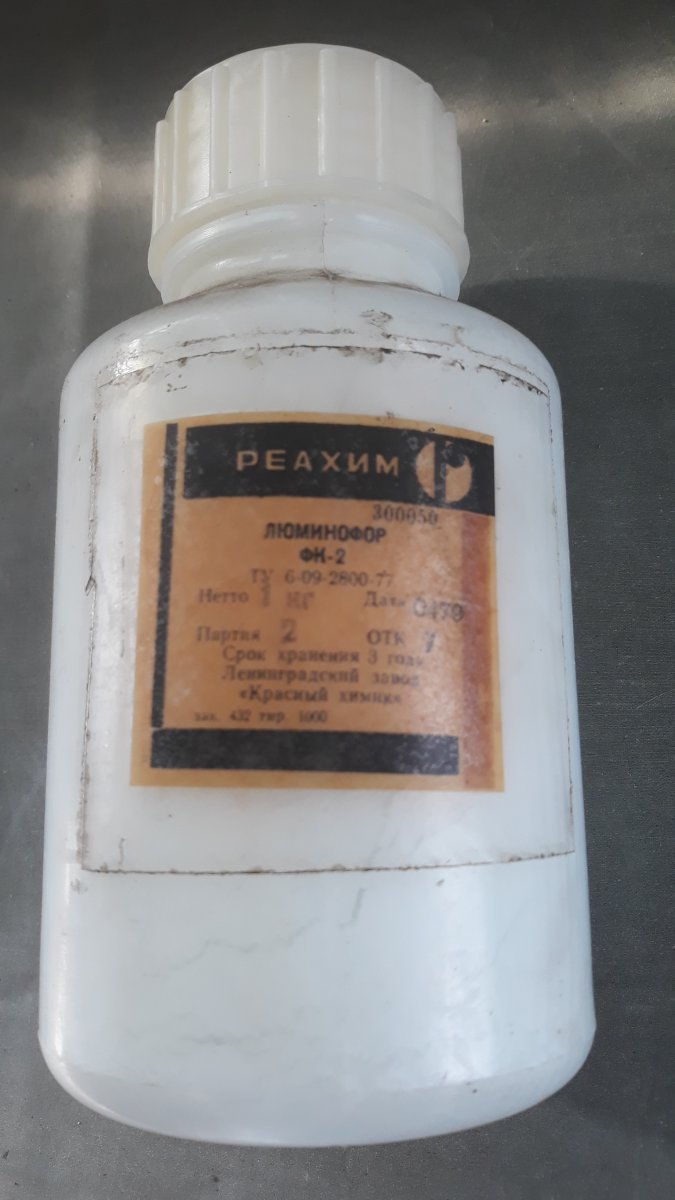 РЕАХИМ
300050
ЛЮМИНОФОР
ФК-2
ТУ 6-09-2800-77
Нетто 1 кг Дата 0479
Партия 2 ОТК
Срок хранения 3 года
Ленинградский завод
«Красный химик»
зак. 432 тир. 1000